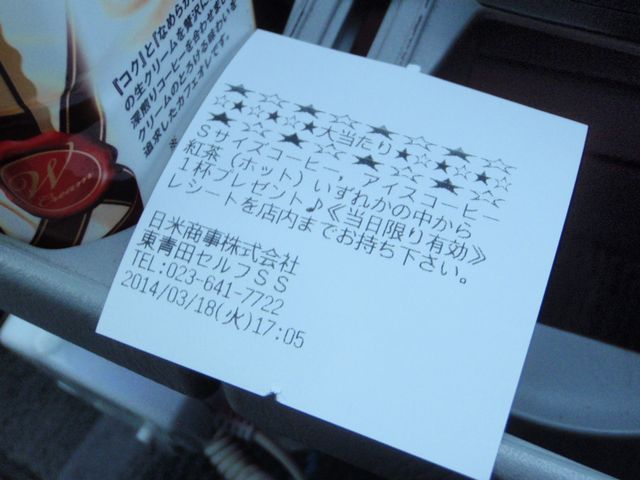 『コク』と『なめらか
の生クリームを贅沢に
深煎りコーヒーを合わせまし
クリームのとろける味わいを
追求したカフェオレです。
※
W
Cream
★☆★☆★☆★☆
☆★☆★大当たり★☆★☆
★☆★☆★☆★☆
Sサイズコーヒー，アイスコーヒー
紅茶（ホット）いずれかの中から
1杯プレゼント♪≪当日限り有効≫
レシートを店内までお持ち下さい。
日米商事株式会社
東青田セルフSS
TEL:023-641-7722
2014/03/18(火)17:05